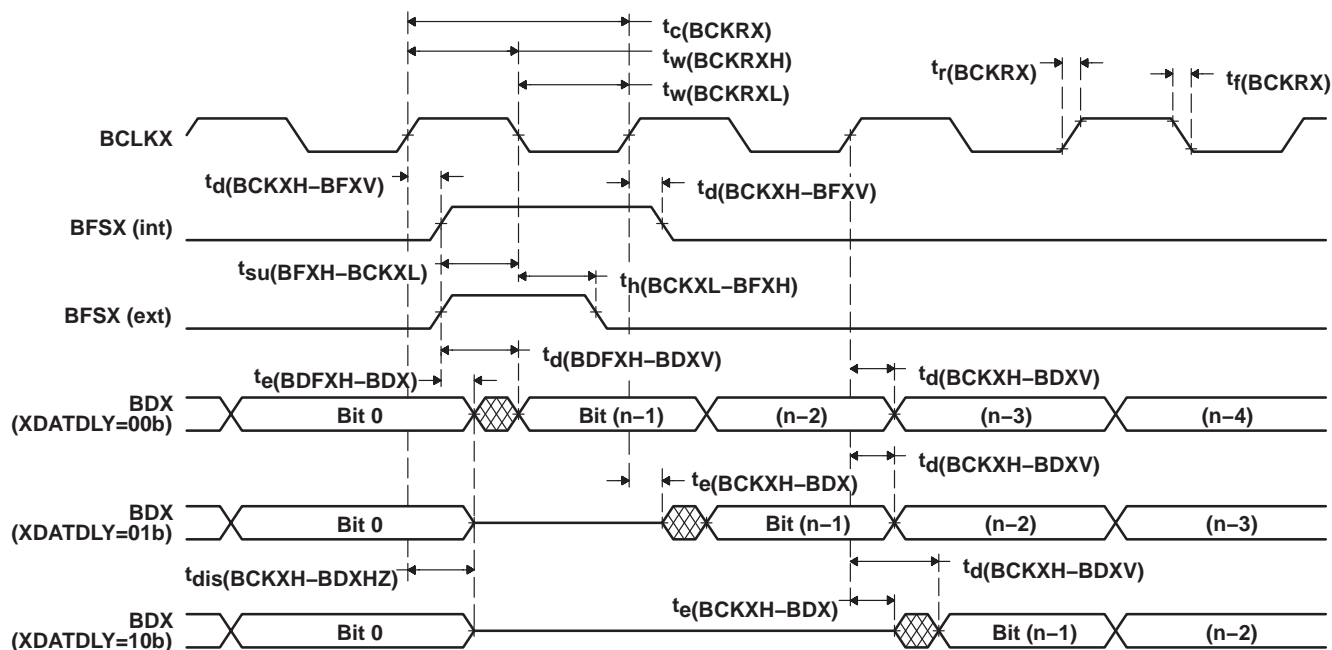 tc(BCKRX)
tw(BCKRXH)
tr(BCKRX)
tf(BCKRX)
tw(BCKRXL)
BCLKX
td(BCKXH–BFXV)
td(BCKXH–BFXV)
BFSX (int)
tsu(BFXH–BCKXL)
th(BCKXL–BFXH)
BFSX (ext)
td(BDFXH–BDXV)
te(BDFXH–BDX)
td(BCKXH–BDXV)
BDX
(XDATDLY=00b)
Bit 0
Bit (n–1)
(n–2)
(n–3)
(n–4)
td(BCKXH–BDXV)
te(BCKXH–BDX)
BDX
(XDATDLY=01b)
Bit 0
Bit (n–1)
(n–2)
(n–3)
tdis(BCKXH–BDXHZ)
td(BCKXH–BDXV)
te(BCKXH–BDX)
BDX
(XDATDLY=10b)
Bit 0
Bit (n–1)
(n–2)